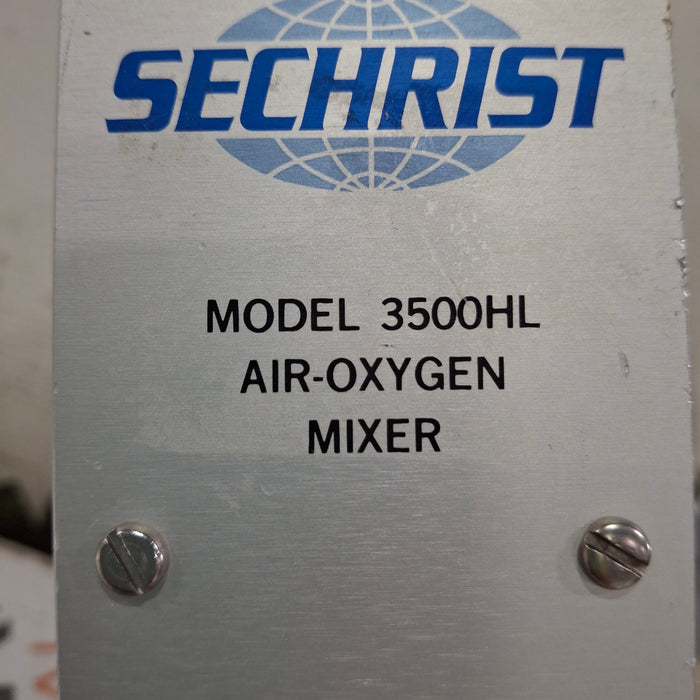 SECHRIST
MODEL 3500HL
AIR-OXYGEN
MIXER